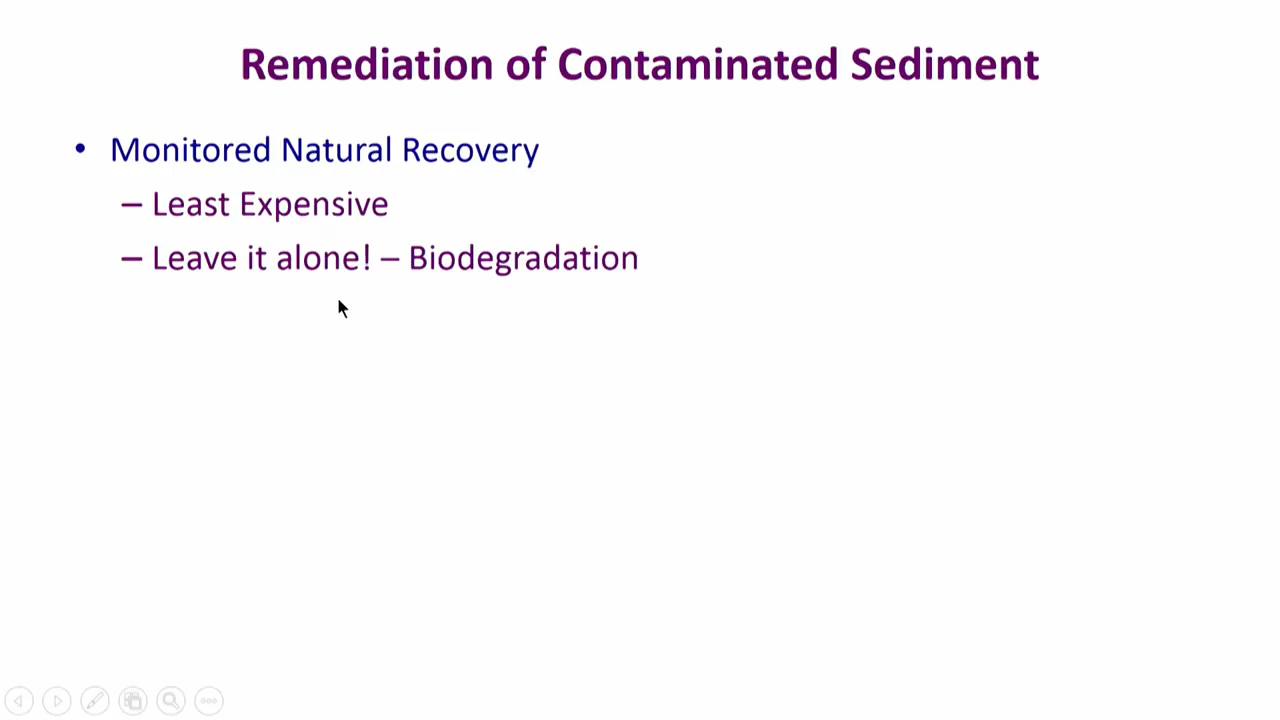 Remediation of Contaminated Sediment
• Monitored Natural Recovery
– Least Expensive
– Leave it alone! – Biodegradation